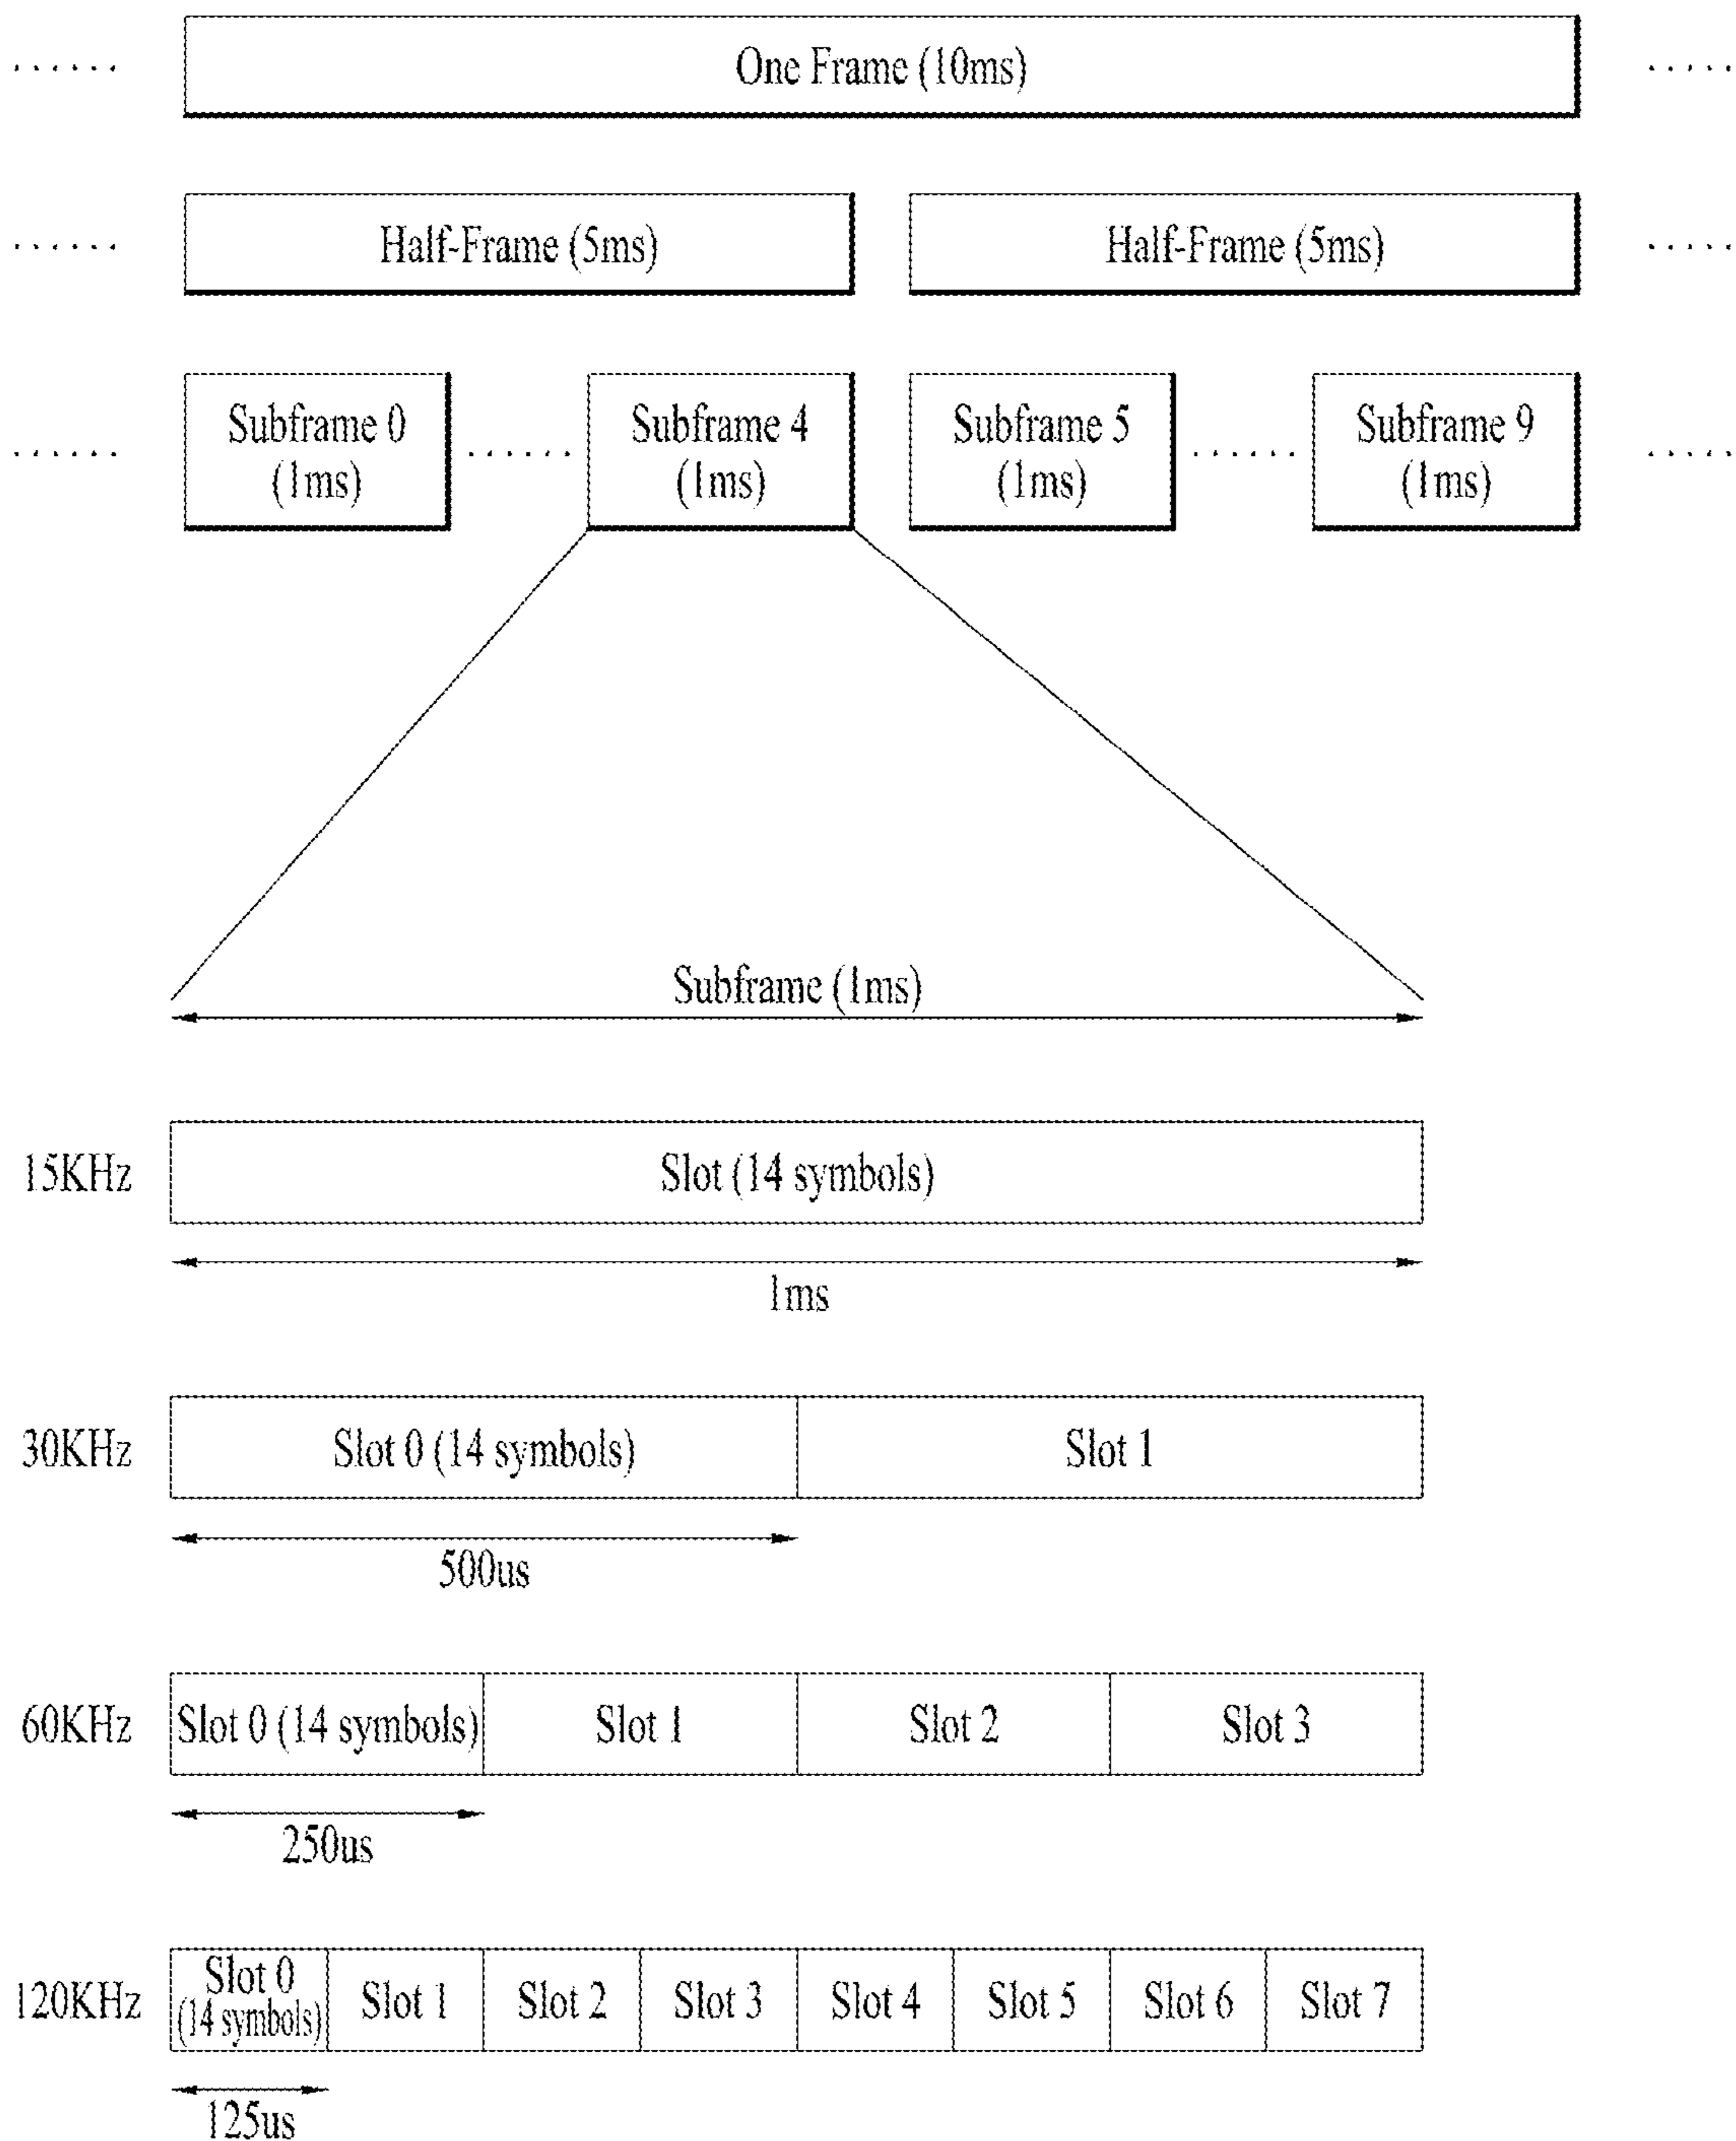 One Frame (10ms)
Half-Frame (5ms) Half-Frame (5ms)
Subframe 0 Subframe 4 Subframe 5 Subframe 9
(1ms) (1ms) (1ms) (1ms)
Subframe (1ms)
15KHz Slot (14 symbols)
1ms
30KHz Slot 0 (14 symbols) Slot 1
500us
60KHz Slot 0 (14 symbols) Slot 1 Slot 2 Slot 3
250us
120KHz Slot 0 (14 symbols) Slot 1 Slot 2 Slot 3 Slot 4 Slot 5 Slot 6 Slot 7
125us